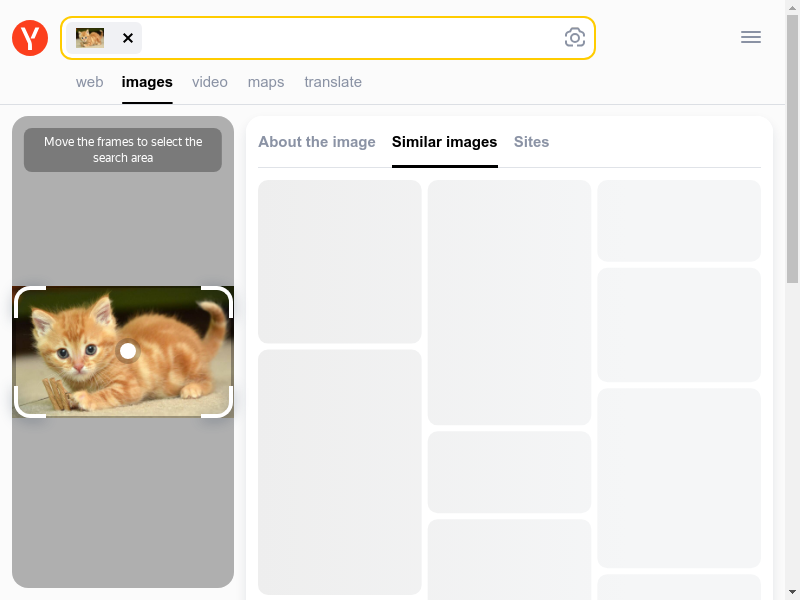 web images video maps translate
Move the frames to select the
search area
About the image Similar images Sites